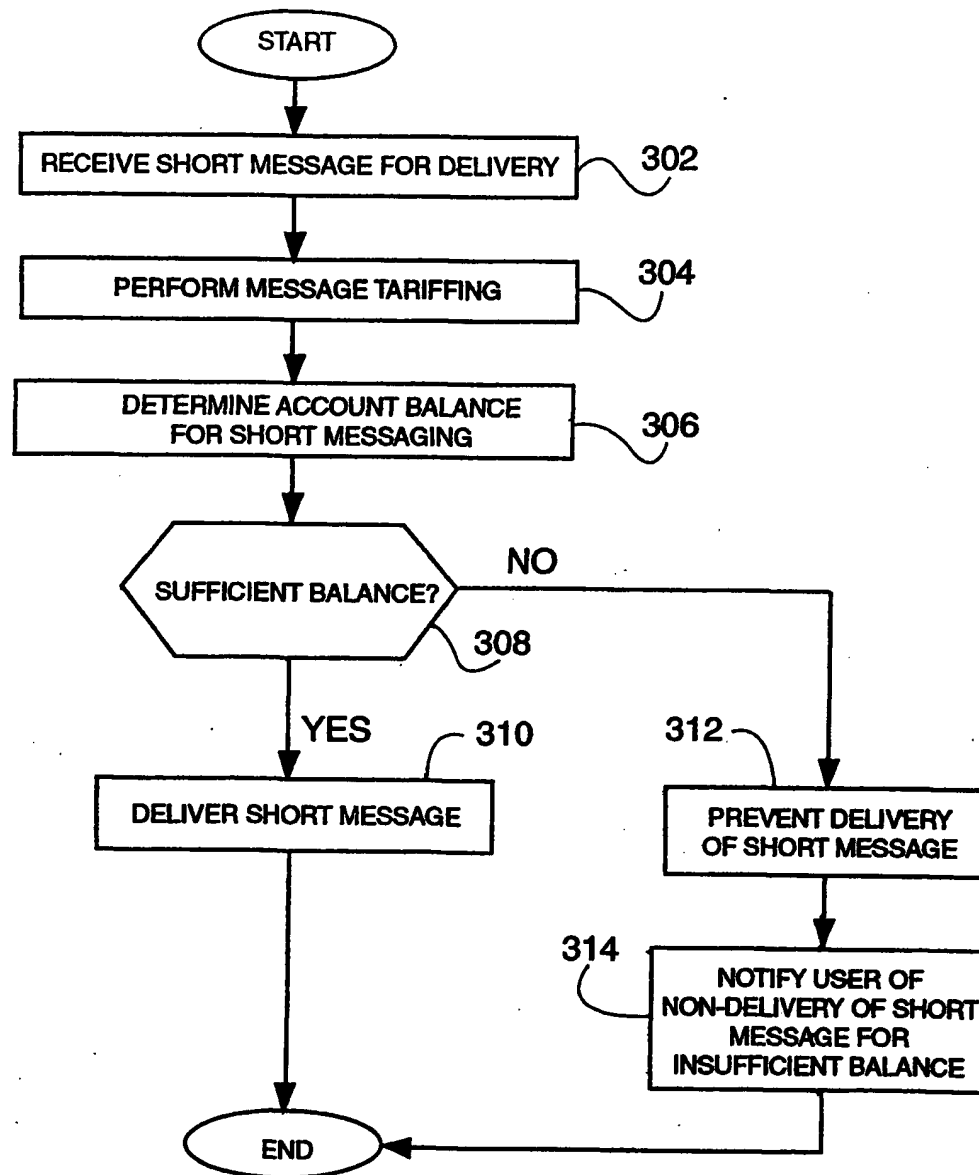 START
RECEIVE SHORT MESSAGE FOR DELIVERY
302
PERFORM MESSAGE TARIFFING
304
DETERMINE ACCOUNT BALANCE
FOR SHORT MESSAGING
306
SUFFICIENT BALANCE?
308
NO
YES
310
DELIVER SHORT MESSAGE
312
PREVENT DELIVERY
OF SHORT MESSAGE
314
NOTIFY USER OF
NON-DELIVERY OF SHORT
MESSAGE FOR
INSUFFICIENT BALANCE
END